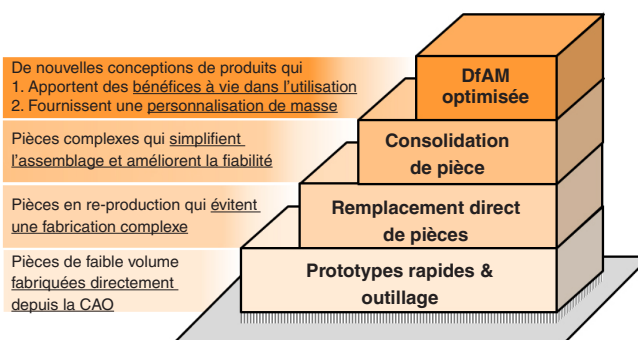 De nouvelles conceptions de produits qui
1. Apportent des bénéfices à vie dans l'utilisation
2. Fournissent une personnalisation de masse
DfAM
optimisée
Pièces complexes qui simplifient
l'assemblage et améliorent la fiabilité
Consolidation
de pièce
Pièces en re-production qui évitent
une fabrication complexe
Remplacement direct
de pièces
Pièces de faible volume
fabriquées directement
depuis la CAO
Prototypes rapides &
outillage